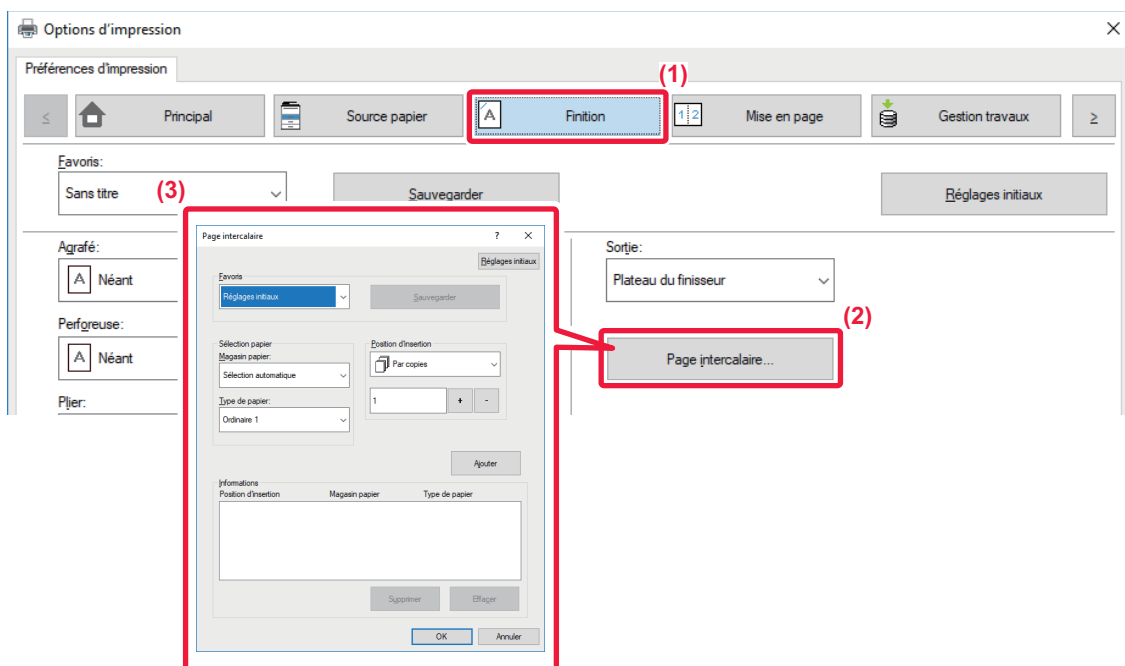 Options d'impression
Préférences d'impression
(1)
< Principal Source papier A Finition 1 2 Mise en page Gestion travaux >
Favoris:
Sans titre (3) Sauvegarder Réglages initiaux
Agrafé:
A Néant
Perforeuse:
A Néant
Plier:
Sortie:
Plateau du finisseur
(2)
Page intercalaire...
Page intercalaire ? ×
Réglages initiaux
Favoris
Réglages initiaux Sauvegarder
Sélection papier
Magasin papier:
Sélection automatique
Type de papier:
Ordinaire 1
Position d'insertion
Par copies
1 + -
Ajouter
Informations
Position d'insertion Magasin papier Type de papier
Supprimer Effacer
OK Annuler